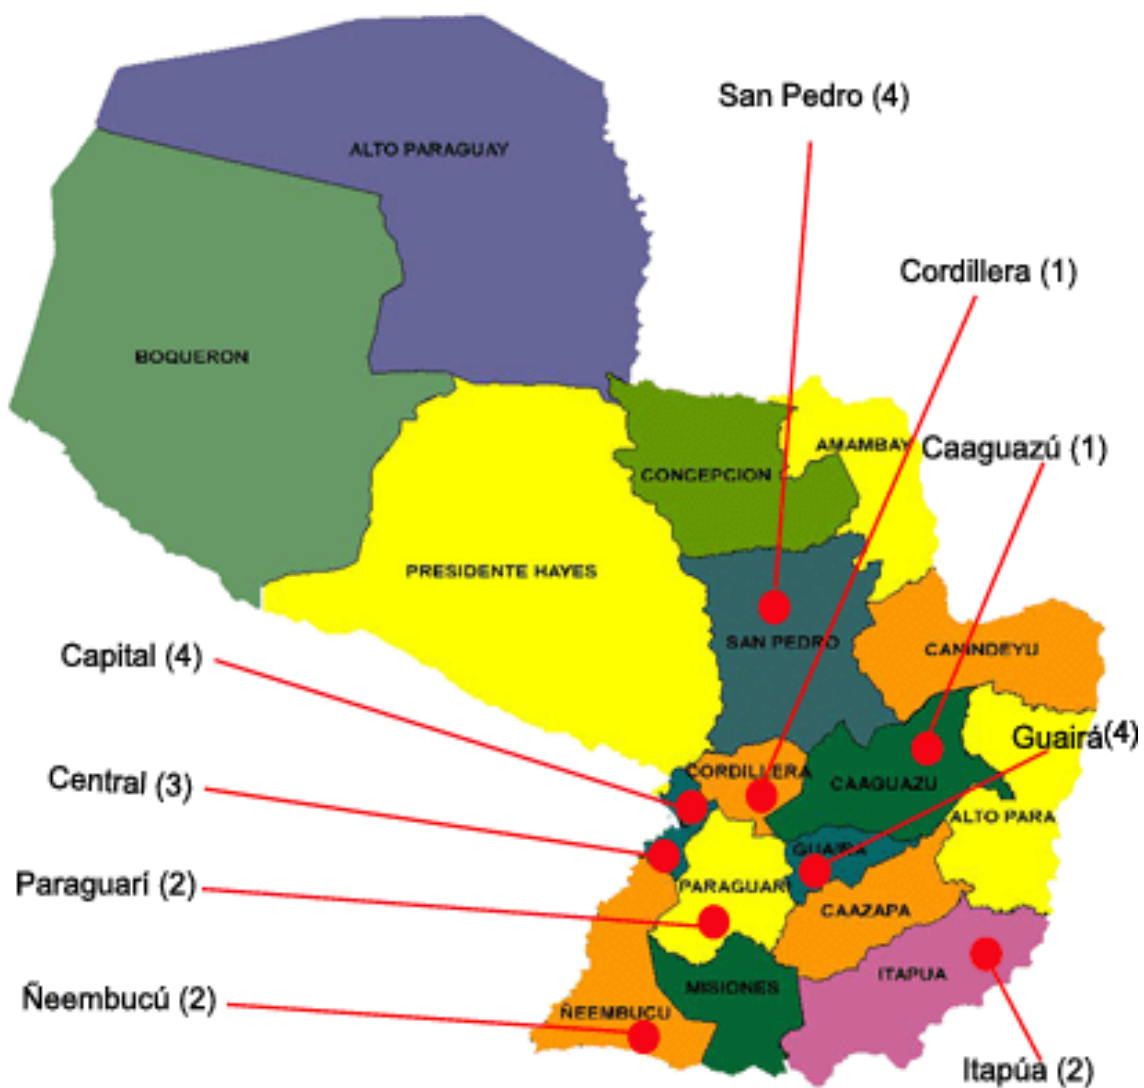 San Pedro (4)
ALTO PARAGUAY
Cordillera (1)
BOQUERON
AMAMBAY
Caaguazú (1)
CONCEPCION
PRESIDENTE HAYES
SAN PEDRO
CANINDEYU
Capital (4)
Guairá(4)
CORDILLERA
Central (3)
CAAGUAZU
ALTO PARA
GUAIRA
Paraguarí (2)
PARAGUARI
CAAZAPA
ITAPUA
MISIONES
Ñeembucú (2)
ÑEEMBUCU
Itapúa (2)